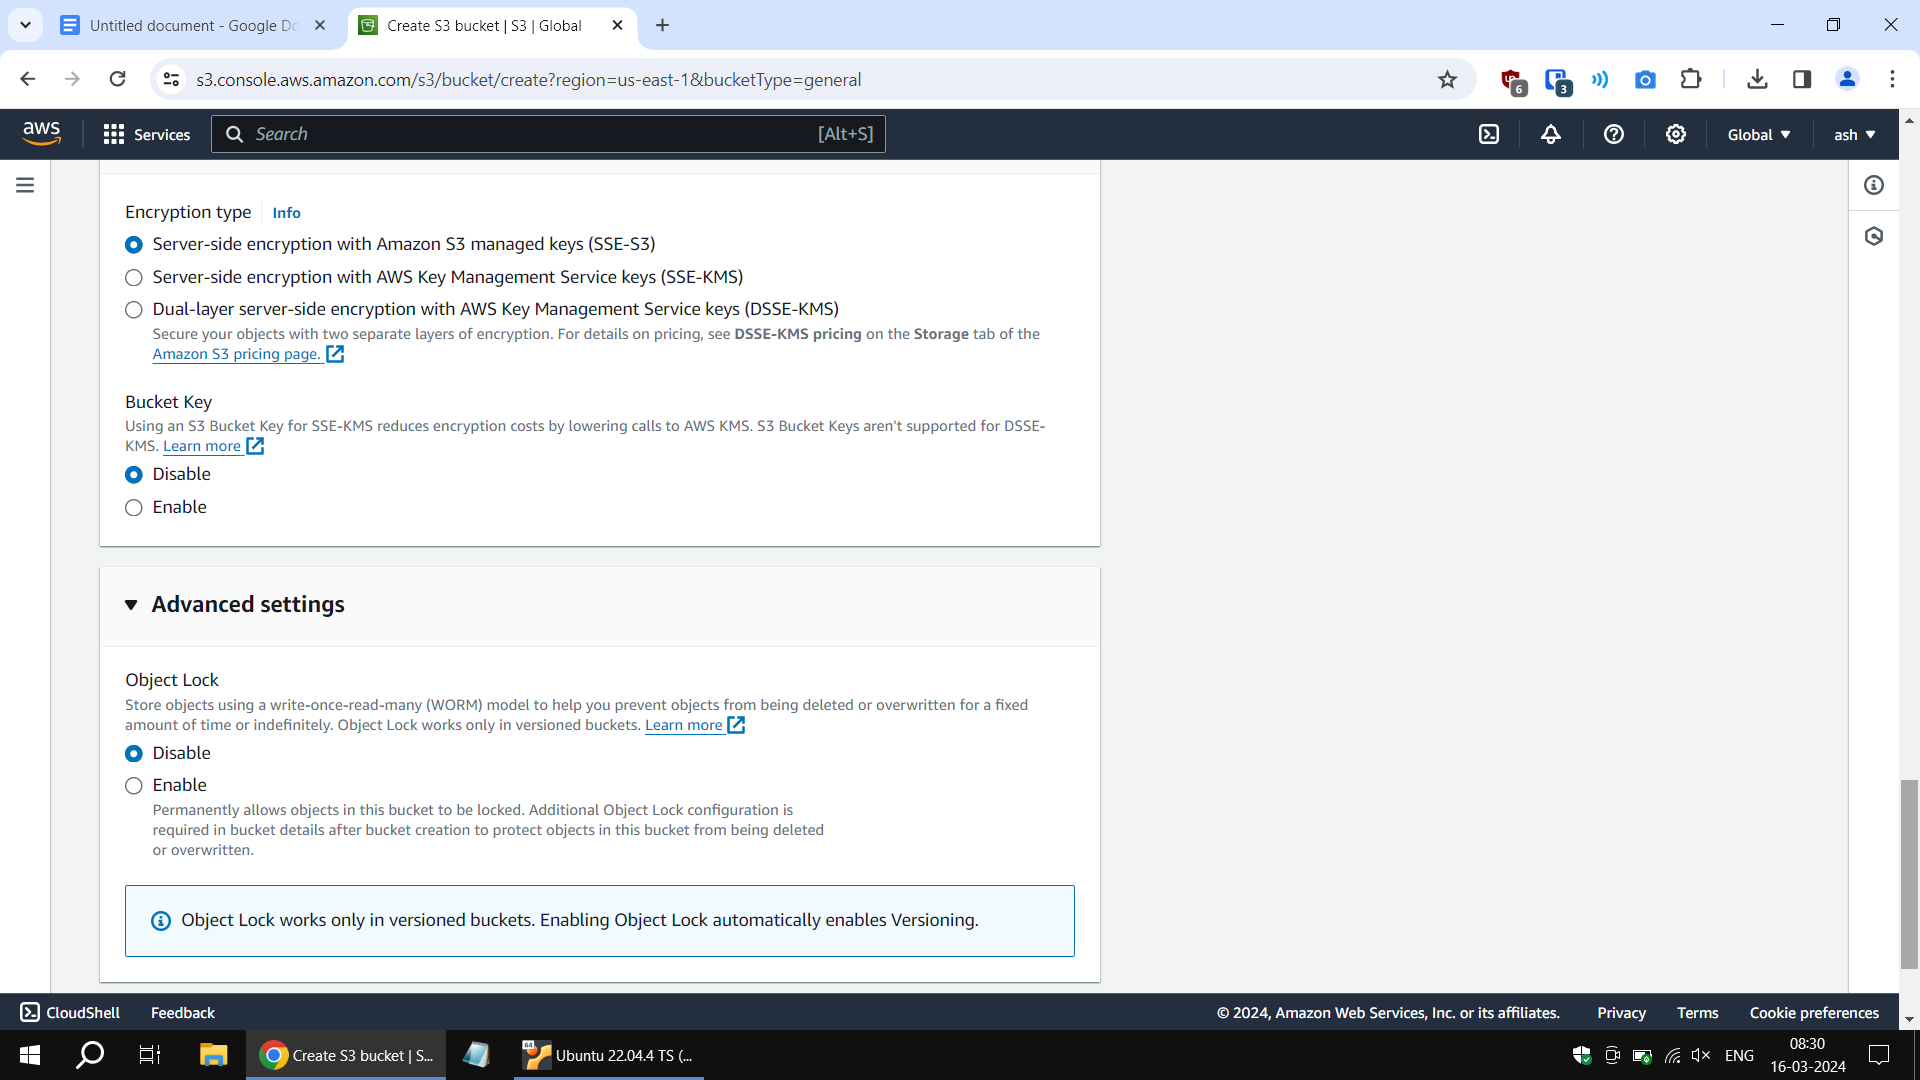 Untitled document - Google Do
Create S3 bucket | S3 | Global
s3.console.aws.amazon.com/s3/bucket/create?region=us-east-1&bucketType=general
6
3
aws
Services
Search
[Alt+S]
Global
ash
Encryption type
Info
Server-side encryption with Amazon S3 managed keys (SSE-S3)
Server-side encryption with AWS Key Management Service keys (SSE-KMS)
Dual-layer server-side encryption with AWS Key Management Service keys (DSSE-KMS)
Secure your objects with two separate layers of encryption. For details on pricing, see DSSE-KMS pricing on the Storage tab of the
Amazon S3 pricing page.
Bucket Key
Using an S3 Bucket Key for SSE-KMS reduces encryption costs by lowering calls to AWS KMS. S3 Bucket Keys aren't supported for DSSE-
KMS. Learn more
Disable
Enable
Advanced settings
Object Lock
Store objects using a write-once-read-many (WORM) model to help you prevent objects from being deleted or overwritten for a fixed
amount of time or indefinitely. Object Lock works only in versioned buckets. Learn more
Disable
Enable
Permanently allows objects in this bucket to be locked. Additional Object Lock configuration is
required in bucket details after bucket creation to protect objects in this bucket from being deleted
or overwritten.
Object Lock works only in versioned buckets. Enabling Object Lock automatically enables Versioning.
CloudShell
Feedback
© 2024, Amazon Web Services, Inc. or its affiliates.
Privacy
Terms
Cookie preferences
Create S3 bucket | S...
64
Ubuntu 22.04.4 TS (...
ENG
08:30
16-03-2024